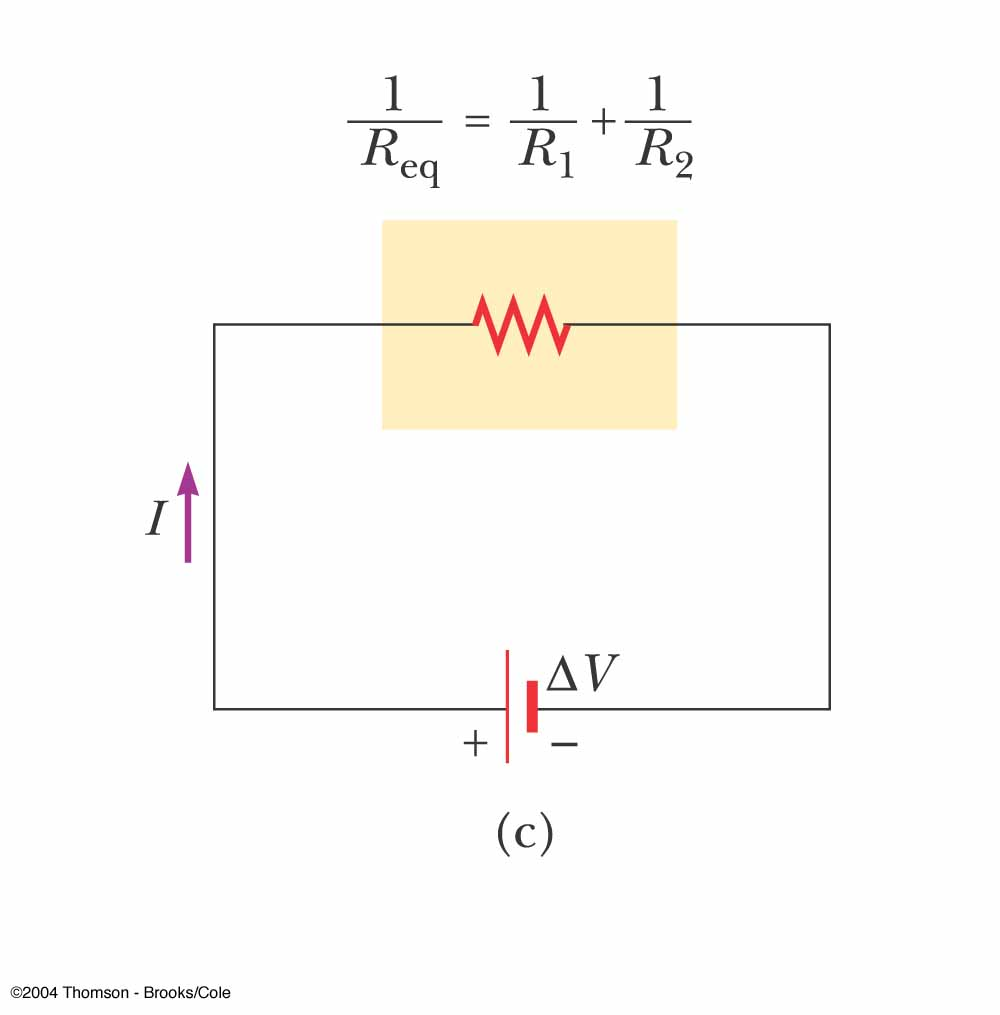 1/R_eq = 1/R_1 + 1/R_2
I
ΔV
+ −
(c)
©2004 Thomson - Brooks/Cole